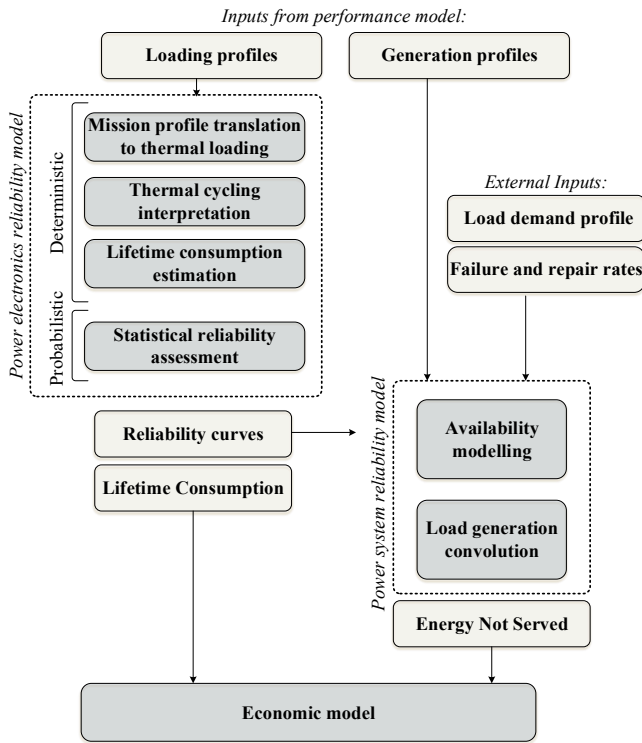 Inputs from performance model:
Loading profiles
Generation profiles
Power electronics reliability model
Deterministic
Mission profile translation
to thermal loading
Thermal cycling
interpretation
Lifetime consumption
estimation
Probabilistic
Statistical reliability
assessment
External Inputs:
Load demand profile
Failure and repair rates
Reliability curves
Lifetime Consumption
Power system reliability model
Availability
modelling
Load generation
convolution
Energy Not Served
Economic model